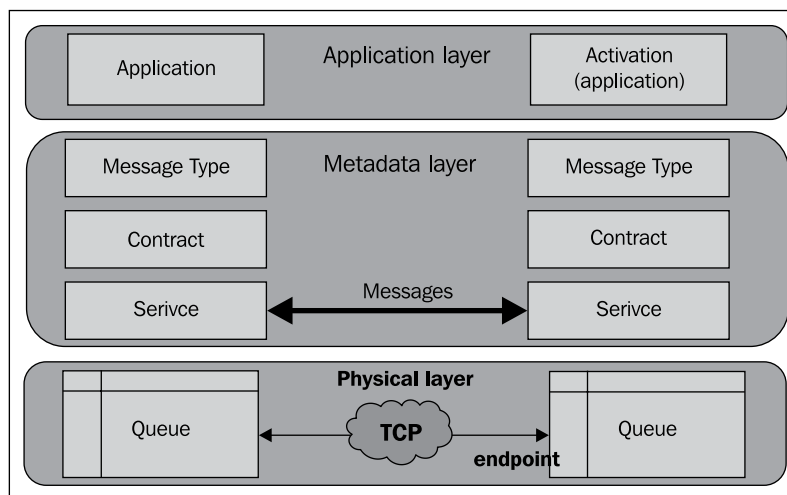 Application
Application layer
Activation
(application)
Message Type
Metadata layer
Message Type
Contract
Contract
Serivce
Messages
Serivce
Physical layer
Queue
TCP
endpoint
Queue